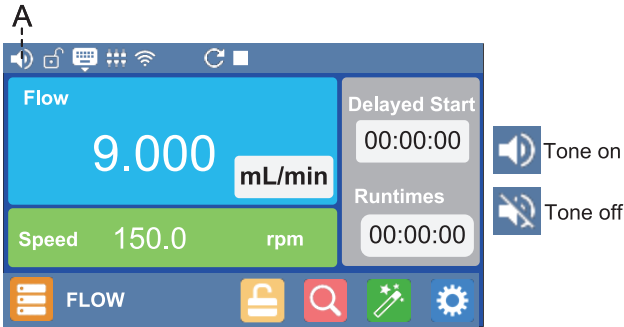 A
Flow
9.000
mL/min
Speed 150.0 rpm
Delayed Start
00:00:00
Runtimes
00:00:00
FLOW
Tone on
Tone off